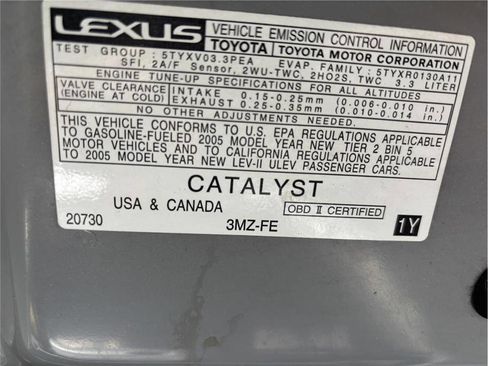 LEXUS VEHICLE EMISSION CONTROL INFORMATION
TOYOTA TOYOTA MOTOR CORPORATION
TEST GROUP : 5TYXV03.3PEA EVAP. FAMILY : 5TYXR0130A11
SFI, 2A/F Sensor, 2WU-TWC, 2HO2S, TWC 3.3 LITER
ENGINE TUNE-UP SPECIFICATIONS FOR ALL ALTITUDES
VALVE CLEARANCE INTAKE 0.15-0.25mm (0.006-0.010 in.)
(ENGINE AT COLD) EXHAUST 0.25-0.35mm (0.010-0.014 in.)
NO OTHER ADJUSTMENTS NEEDED.
THIS VEHICLE CONFORMS TO U.S. EPA REGULATIONS APPLICABLE
TO GASOLINE-FUELED 2005 MODEL YEAR NEW TIER 2 BIN 5
MOTOR VEHICLES AND TO CALIFORNIA REGULATIONS APPLICABLE
TO 2005 MODEL YEAR NEW LEV-II ULEV PASSENGER CARS.
CATALYST
USA & CANADA OBD II CERTIFIED
20730 3MZ-FE 1Y